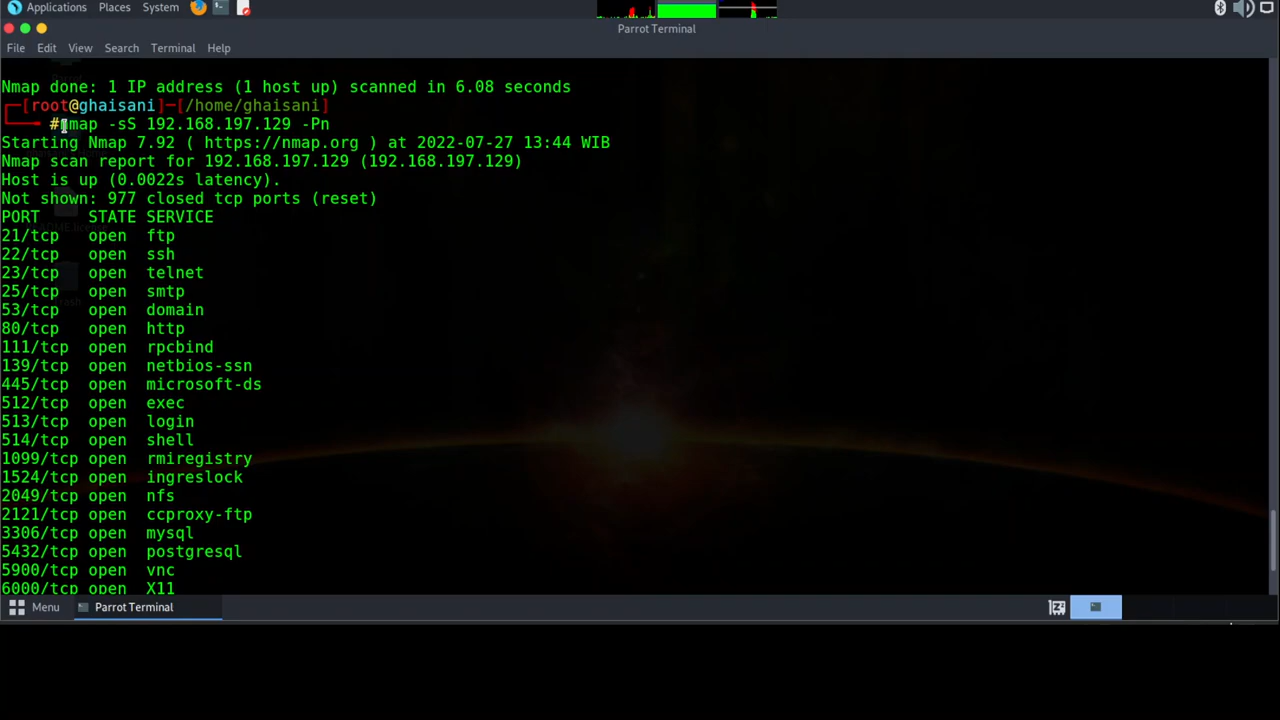 Applications Places System
Parrot Terminal
File Edit View Search Terminal Help
Nmap done: 1 IP address (1 host up) scanned in 6.08 seconds
[root@ghaisani]─[/home/ghaisani]
#nmap -sS 192.168.197.129 -Pn
Starting Nmap 7.92 ( https://nmap.org ) at 2022-07-27 13:44 WIB
Nmap scan report for 192.168.197.129 (192.168.197.129)
Host is up (0.0022s latency).
Not shown: 977 closed tcp ports (reset)
PORT STATE SERVICE
21/tcp open ftp
22/tcp open ssh
23/tcp open telnet
25/tcp open smtp
53/tcp open domain
80/tcp open http
111/tcp open rpcbind
139/tcp open netbios-ssn
445/tcp open microsoft-ds
512/tcp open exec
513/tcp open login
514/tcp open shell
1099/tcp open rmiregistry
1524/tcp open ingreslock
2049/tcp open nfs
2121/tcp open ccproxy-ftp
3306/tcp open mysql
5432/tcp open postgresql
5900/tcp open vnc
6000/tcp open X11
Menu Parrot Terminal